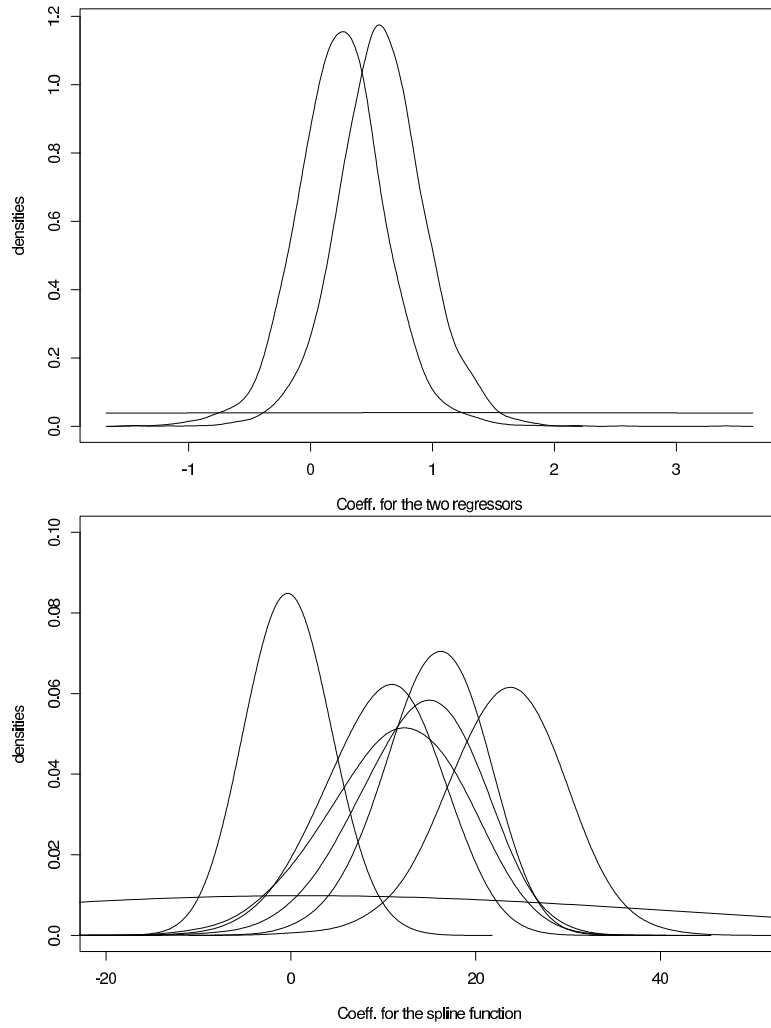 1.2
1.0
0.8
0.6
0.4
0.2
0.0
densities
-1 0 1 2 3
Coeff. for the two regressors
0.10
0.08
0.06
0.04
0.02
0.0
densities
-20 0 20 40
Coeff. for the spline function